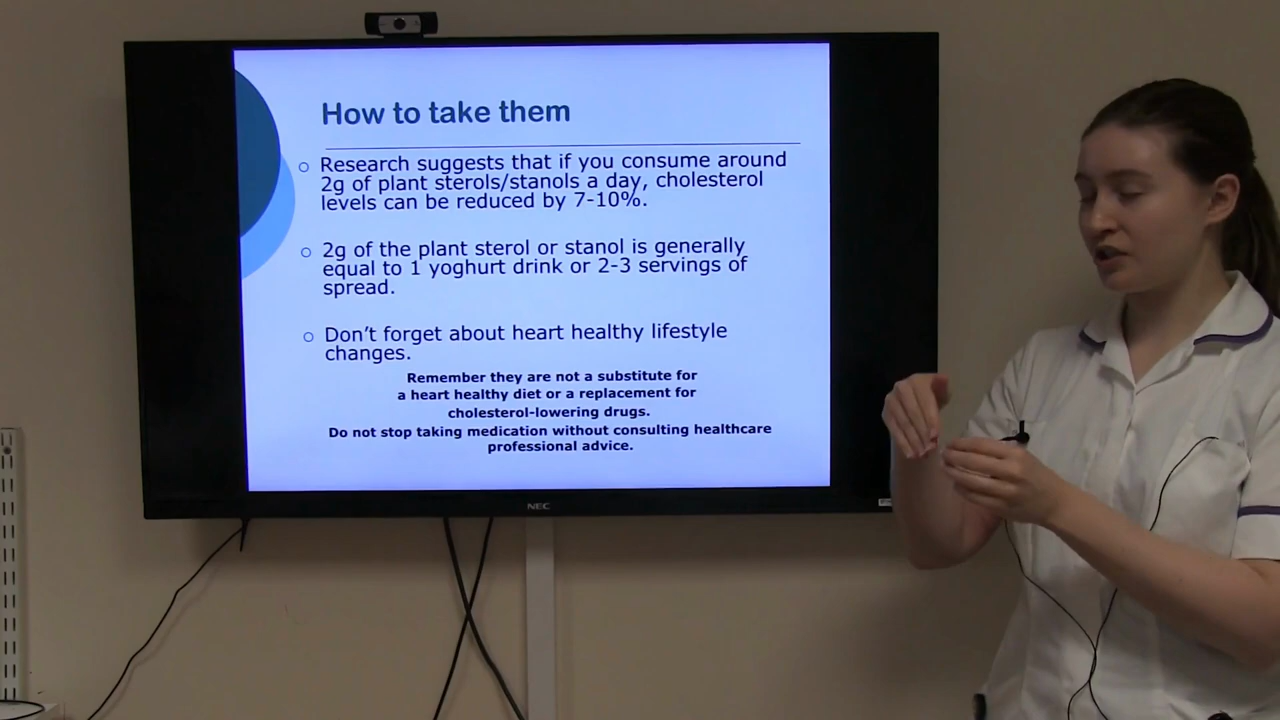 How to take them
Research suggests that if you consume around
2g of plant sterols/stanols a day, cholesterol
levels can be reduced by 7-10%.
2g of the plant sterol or stanol is generally
equal to 1 yoghurt drink or 2-3 servings of
spread.
Don't forget about heart healthy lifestyle
changes.
Remember they are not a substitute for
a heart healthy diet or a replacement for
cholesterol-lowering drugs.
Do not stop taking medication without consulting healthcare
professional advice.
NEC